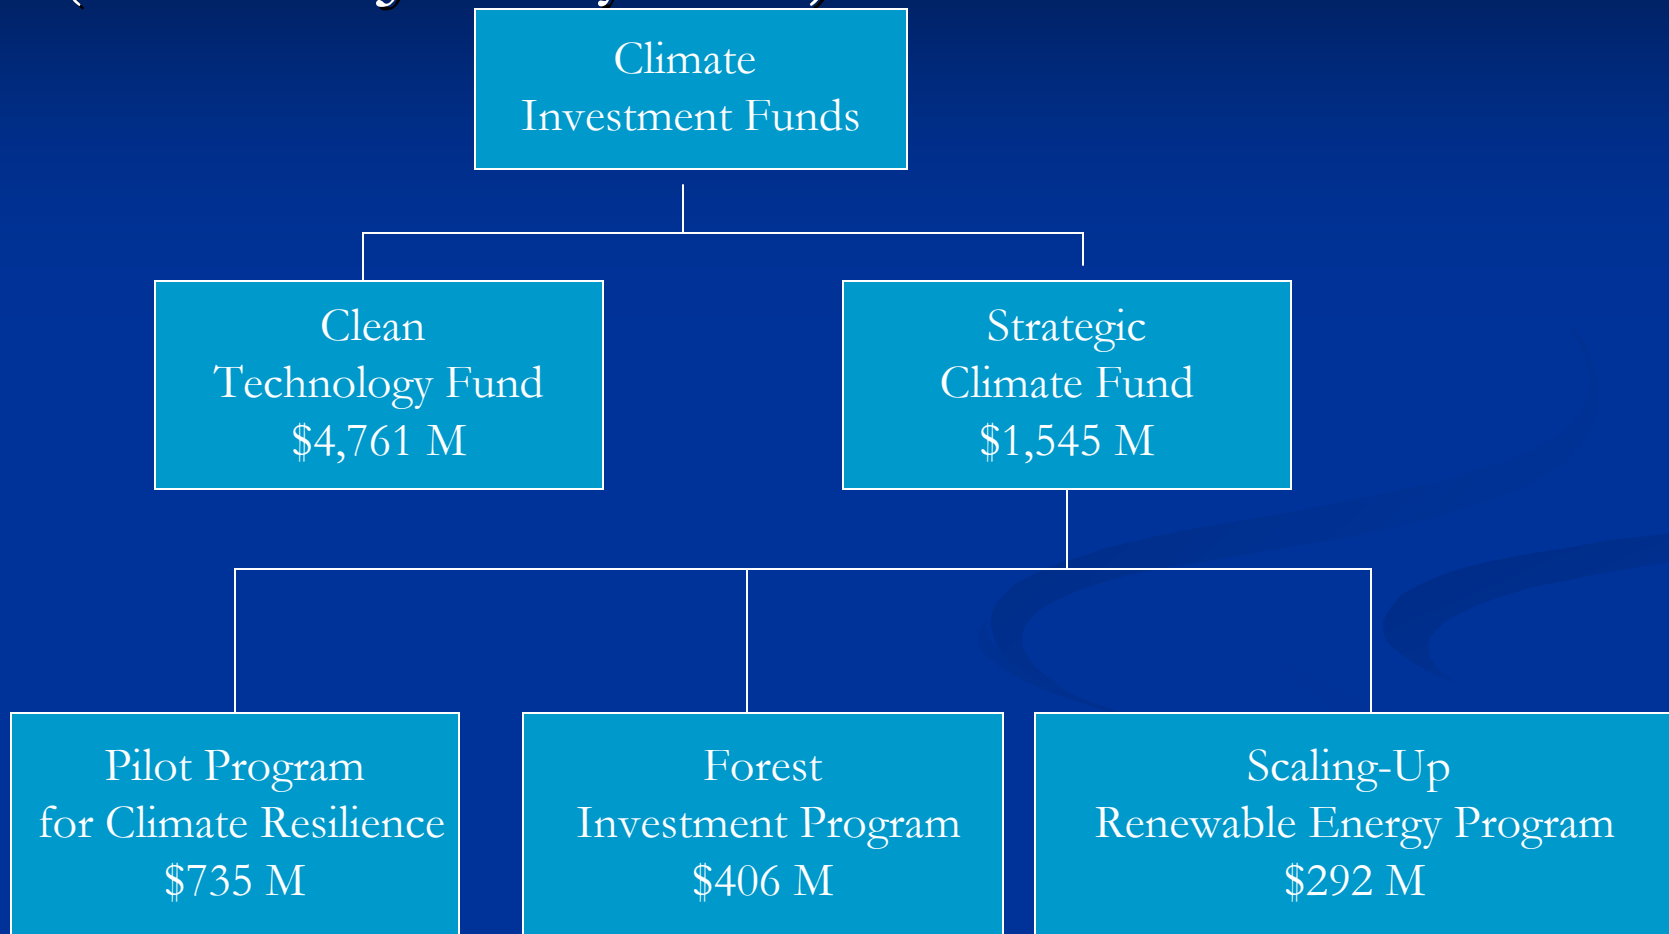 Climate
Investment Funds
Clean
Technology Fund
$4,761 M
Strategic
Climate Fund
$1,545 M
Pilot Program
for Climate Resilience
$735 M
Forest
Investment Program
$406 M
Scaling-Up
Renewable Energy Program
$292 M